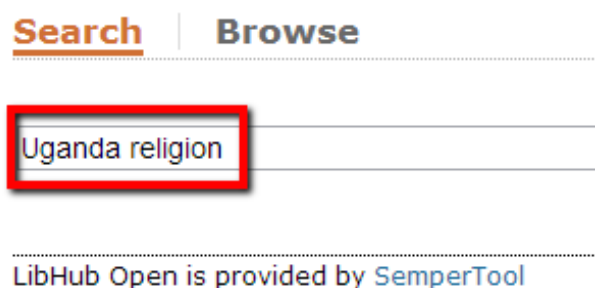 Search Browse
Uganda religion
LibHub Open is provided by SemperTool